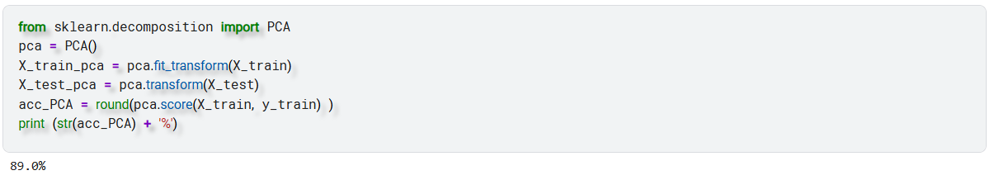 from sklearn.decomposition import PCA
pca = PCA()
X_train_pca = pca.fit_transform(X_train)
X_test_pca = pca.transform(X_test)
acc_PCA = round(pca.score(X_train, y_train) )
print (str(acc_PCA) + '%')
89.0%